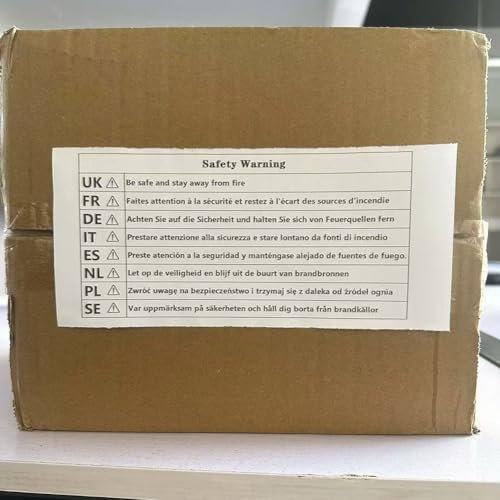 Safety Warning
UK ⚠ Be safe and stay away from fire
FR ⚠ Faites attention à la sécurité et restez à l'écart des sources d'incendie
DE ⚠ Achten Sie auf die Sicherheit und halten Sie sich von Feuerquellen fern
IT ⚠ Prestare attenzione alla sicurezza e stare lontano da fonti di incendio
ES ⚠ Preste atención a la seguridad y manténgase alejado de fuentes de fuego.
NL ⚠ Let op de veiligheid en blijf uit de buurt van brandbronnen
PL ⚠ Zwróć uwagę na bezpieczeństwo i trzymaj się z daleka od źródeł ognia
SE ⚠ Var uppmärksam på säkerheten och håll dig borta från brandkällor